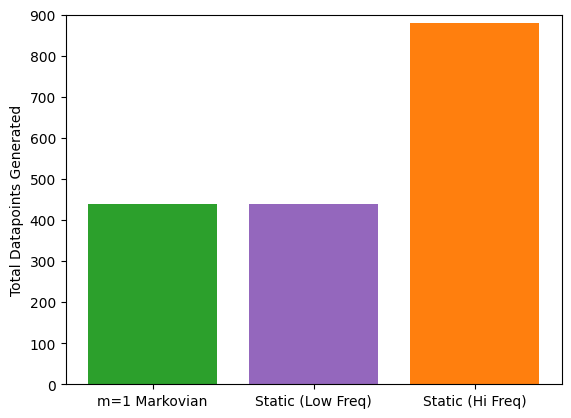 Total Datapoints Generated
900
800
700
600
500
400
300
200
100
0
m=1 Markovian
Static (Low Freq)
Static (Hi Freq)